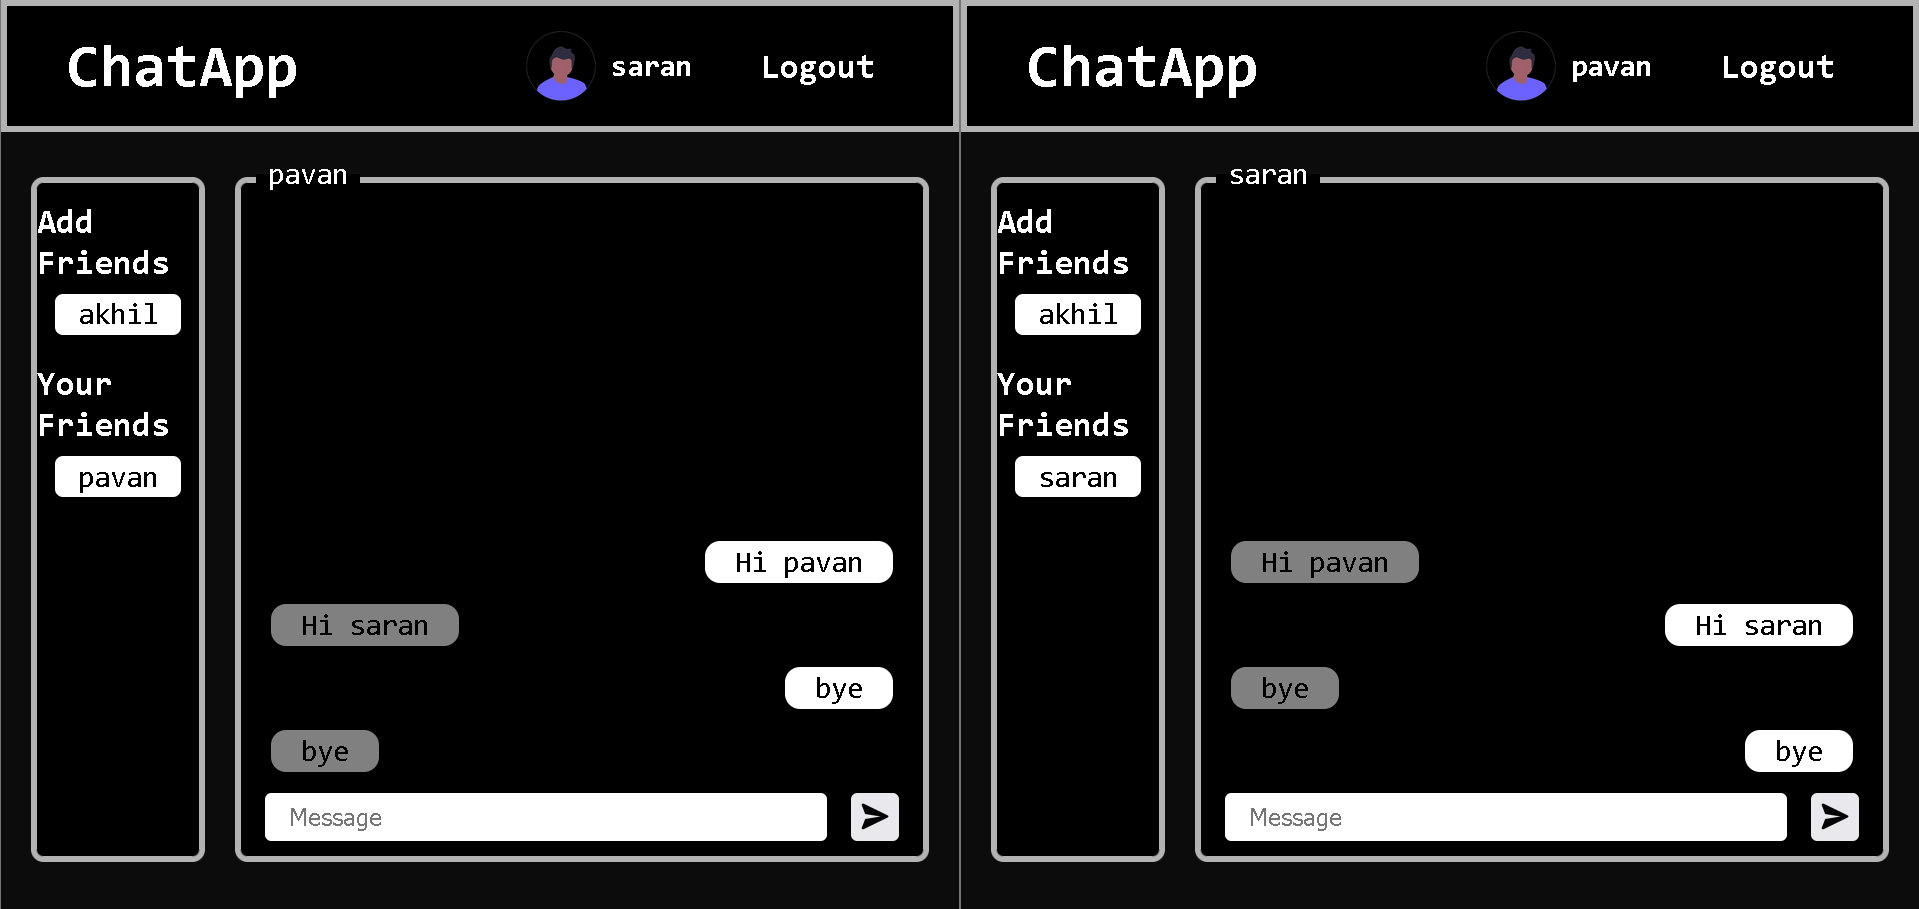 ChatApp
saran
Logout
pavan
Add
Friends
akhil
Your
Friends
pavan
Hi pavan
Hi saran
bye
bye
Message
ChatApp
pavan
Logout
saran
Add
Friends
akhil
Your
Friends
saran
Hi pavan
Hi saran
bye
bye
Message